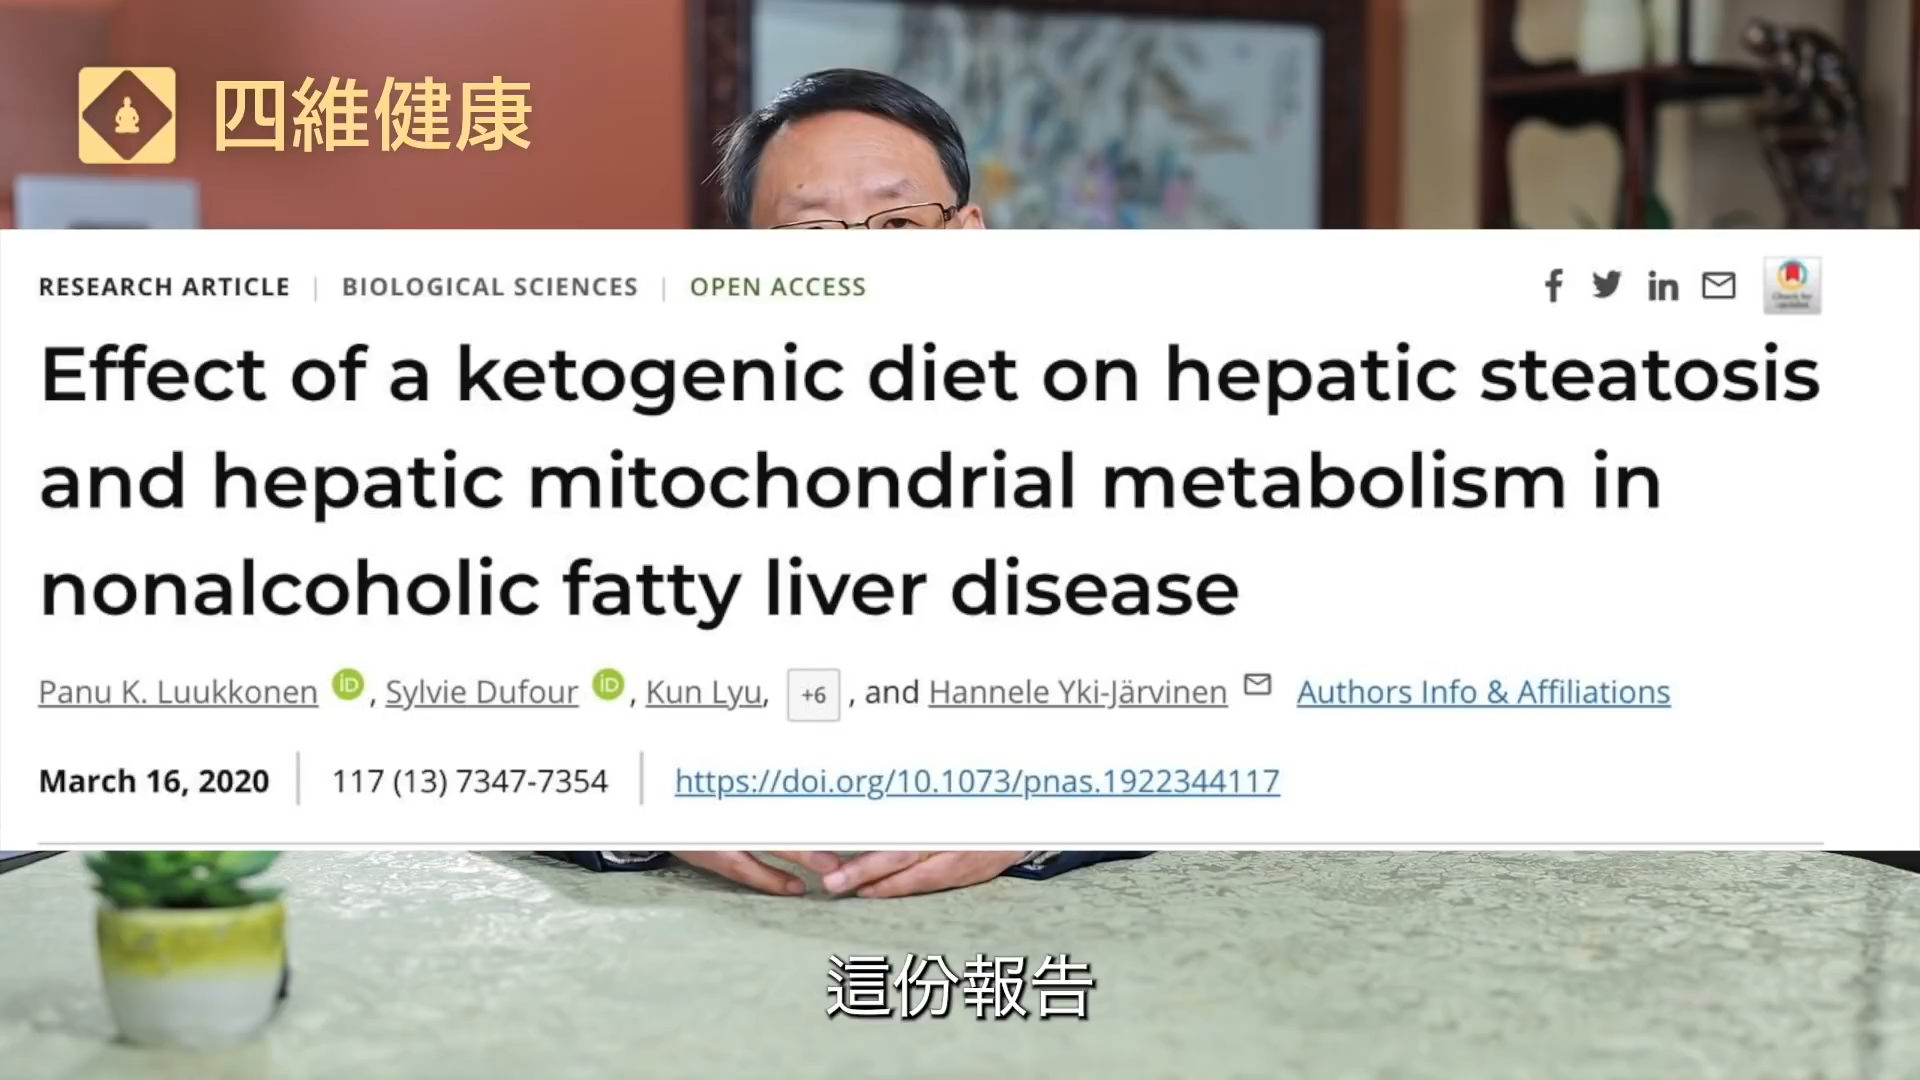 四維健康
RESEARCH ARTICLE | BIOLOGICAL SCIENCES | OPEN ACCESS
Effect of a ketogenic diet on hepatic steatosis
and hepatic mitochondrial metabolism in
nonalcoholic fatty liver disease
Panu K. Luukkonen iD, Sylvie Dufour iD, Kun Lyu, +6, and Hannele Yki-Järvinen Authors Info & Affiliations
March 16, 2020 | 117 (13) 7347-7354 | https://doi.org/10.1073/pnas.1922344117
這份報告